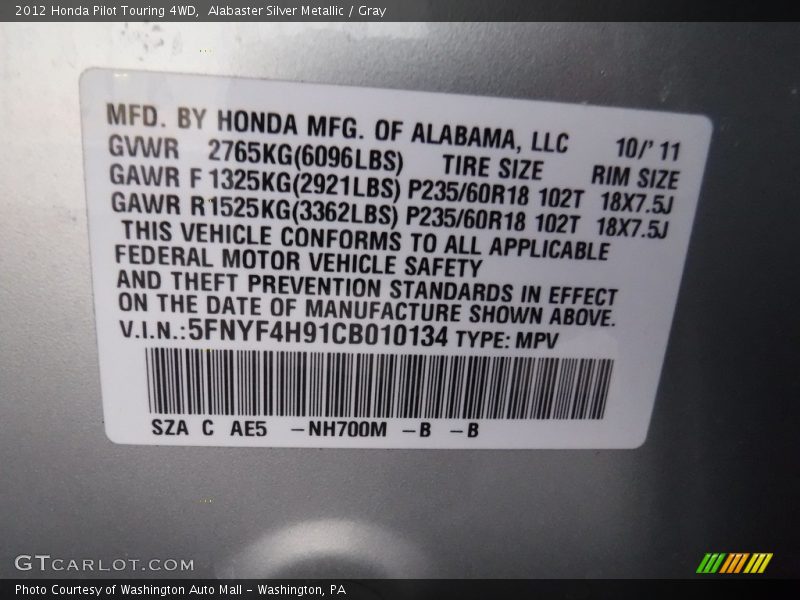 2012 Honda Pilot Touring 4WD,  Alabaster Silver Metallic / Gray
MFD. BY HONDA MFG. OF ALABAMA, LLC 10/' 11
GVWR 2765KG(6096LBS) TIRE SIZE RIM SIZE
GAWR F 1325KG(2921LBS) P235/60R18 102T 18X7.5J
GAWR R1525KG(3362LBS) P235/60R18 102T 18X7.5J
THIS VEHICLE CONFORMS TO ALL APPLICABLE
FEDERAL MOTOR VEHICLE SAFETY
AND THEFT PREVENTION STANDARDS IN EFFECT
ON THE DATE OF MANUFACTURE SHOWN ABOVE.
V.I.N.:5FNYF4H91CB010134 TYPE: MPV
SZA C AE5 –NH700M –B –B
GTCARLOT.COM
Photo Courtesy of Washington Auto Mall – Washington, PA